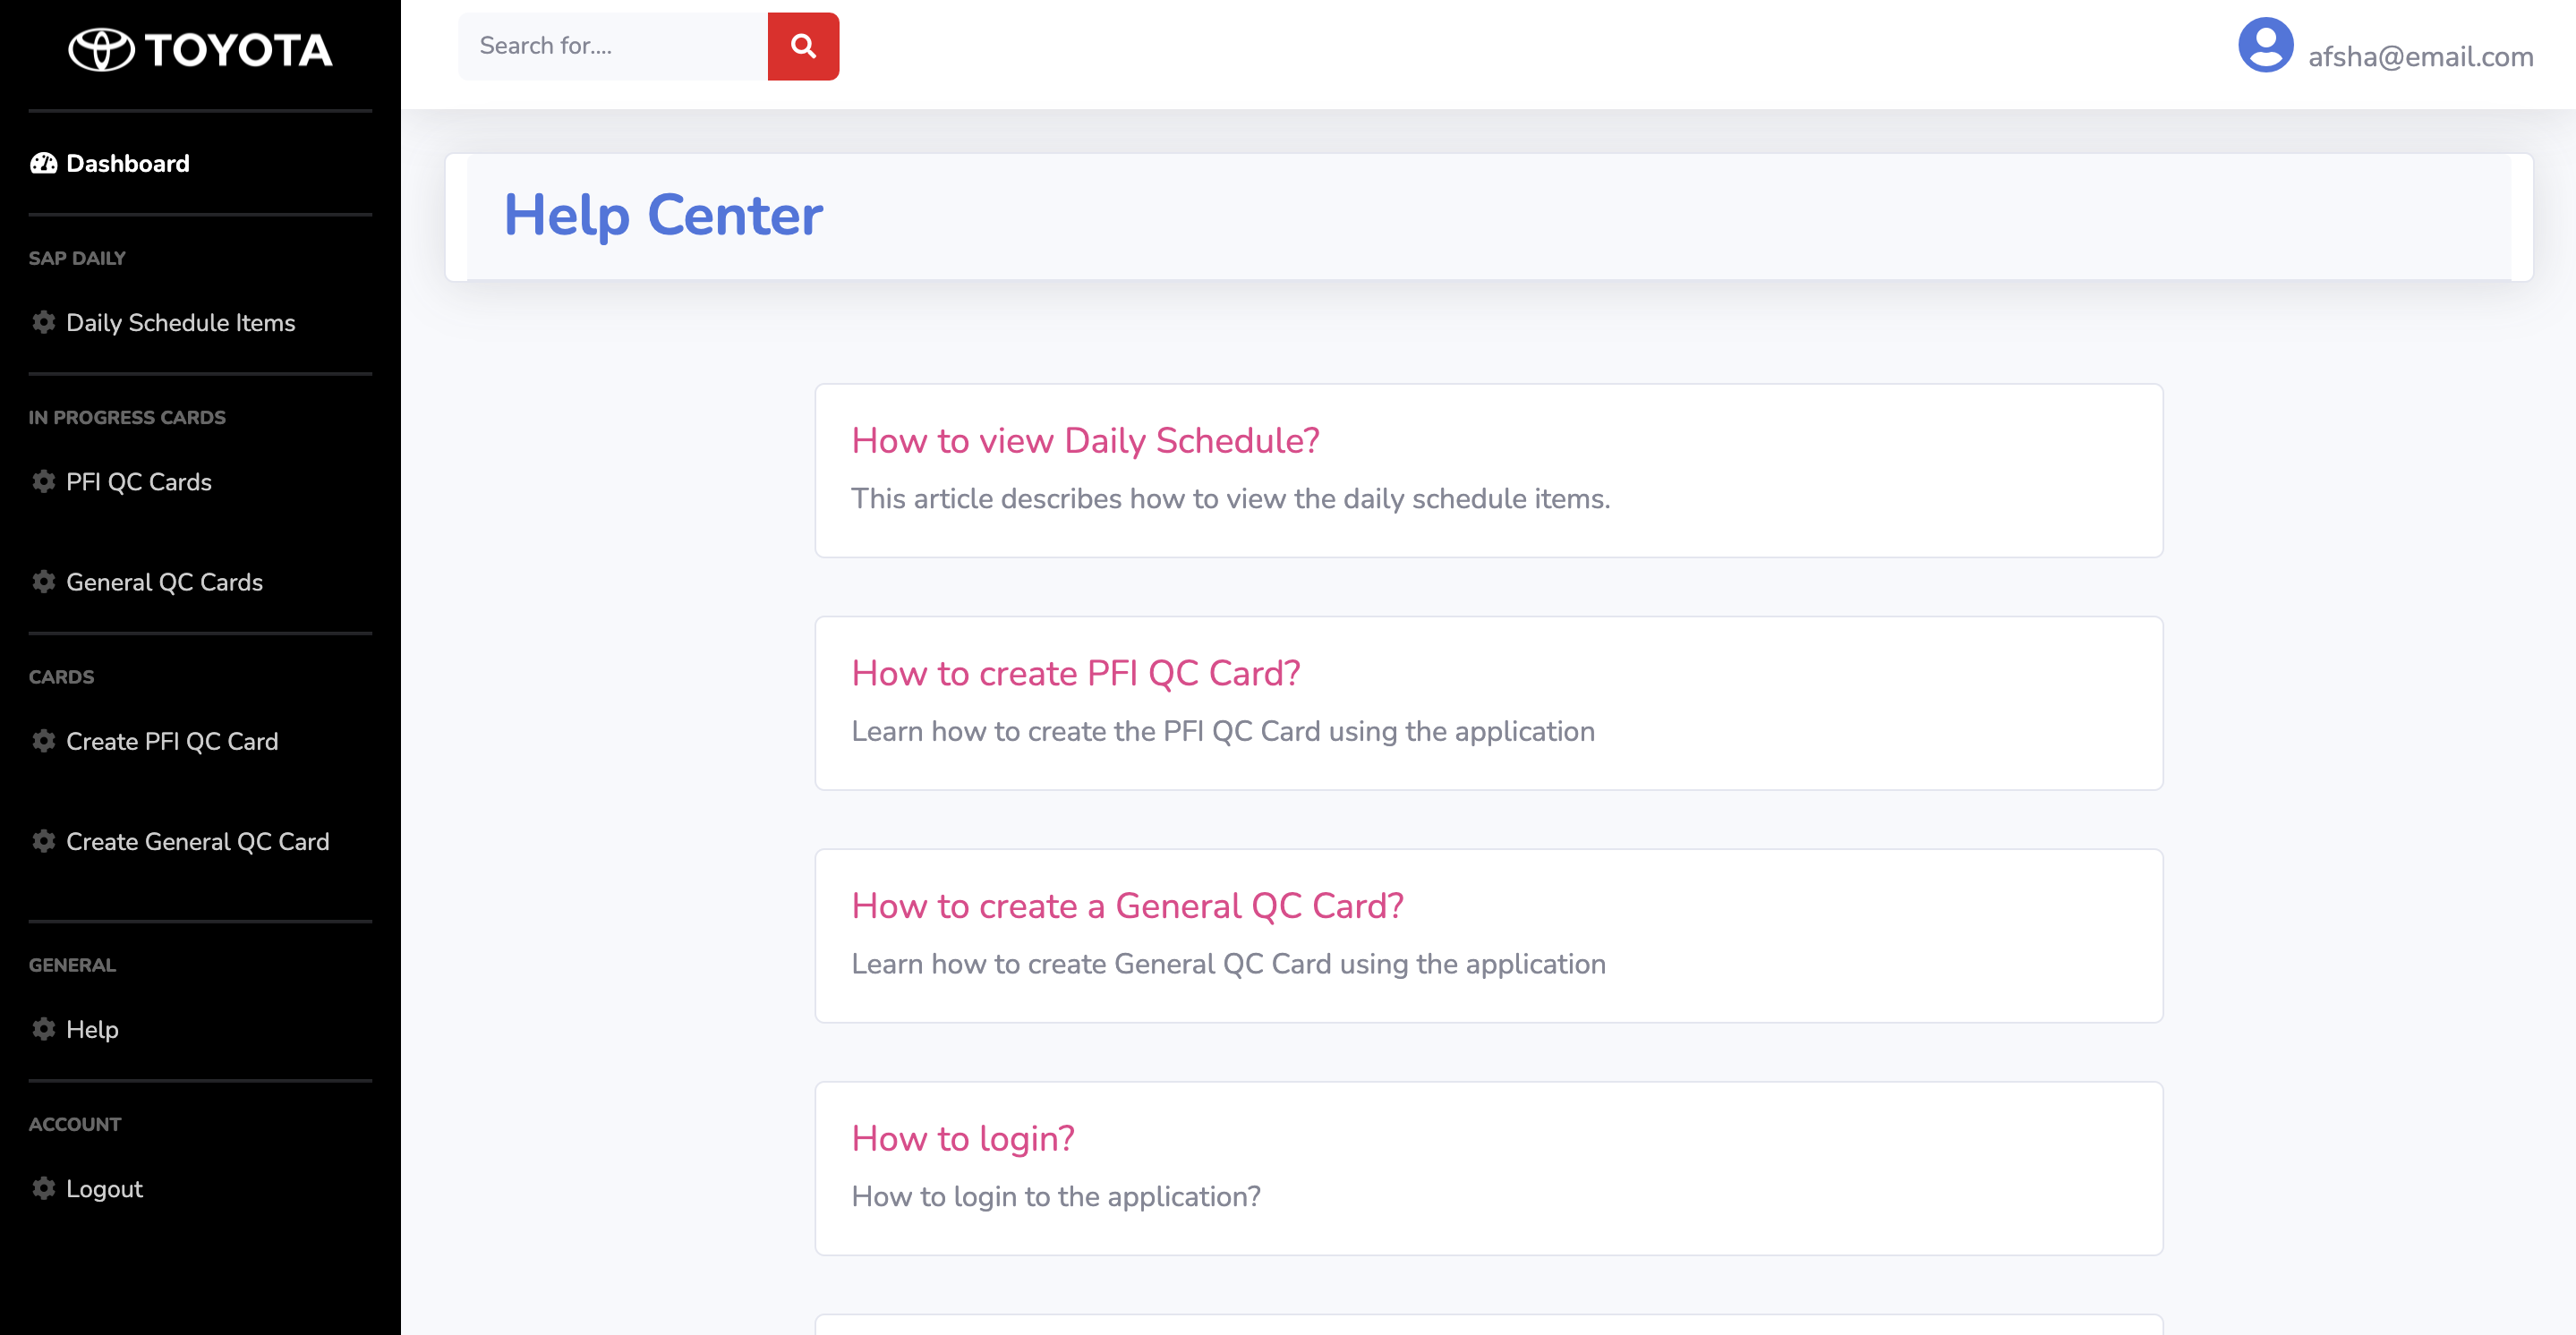 TOYOTA
Dashboard
SAP DAILY
Daily Schedule Items
IN PROGRESS CARDS
PFI QC Cards
General QC Cards
CARDS
Create PFI QC Card
Create General QC Card
GENERAL
Help
ACCOUNT
Logout
Search for....
afsha@email.com
Help Center
How to view Daily Schedule?
This article describes how to view the daily schedule items.
How to create PFI QC Card?
Learn how to create the PFI QC Card using the application
How to create a General QC Card?
Learn how to create General QC Card using the application
How to login?
How to login to the application?